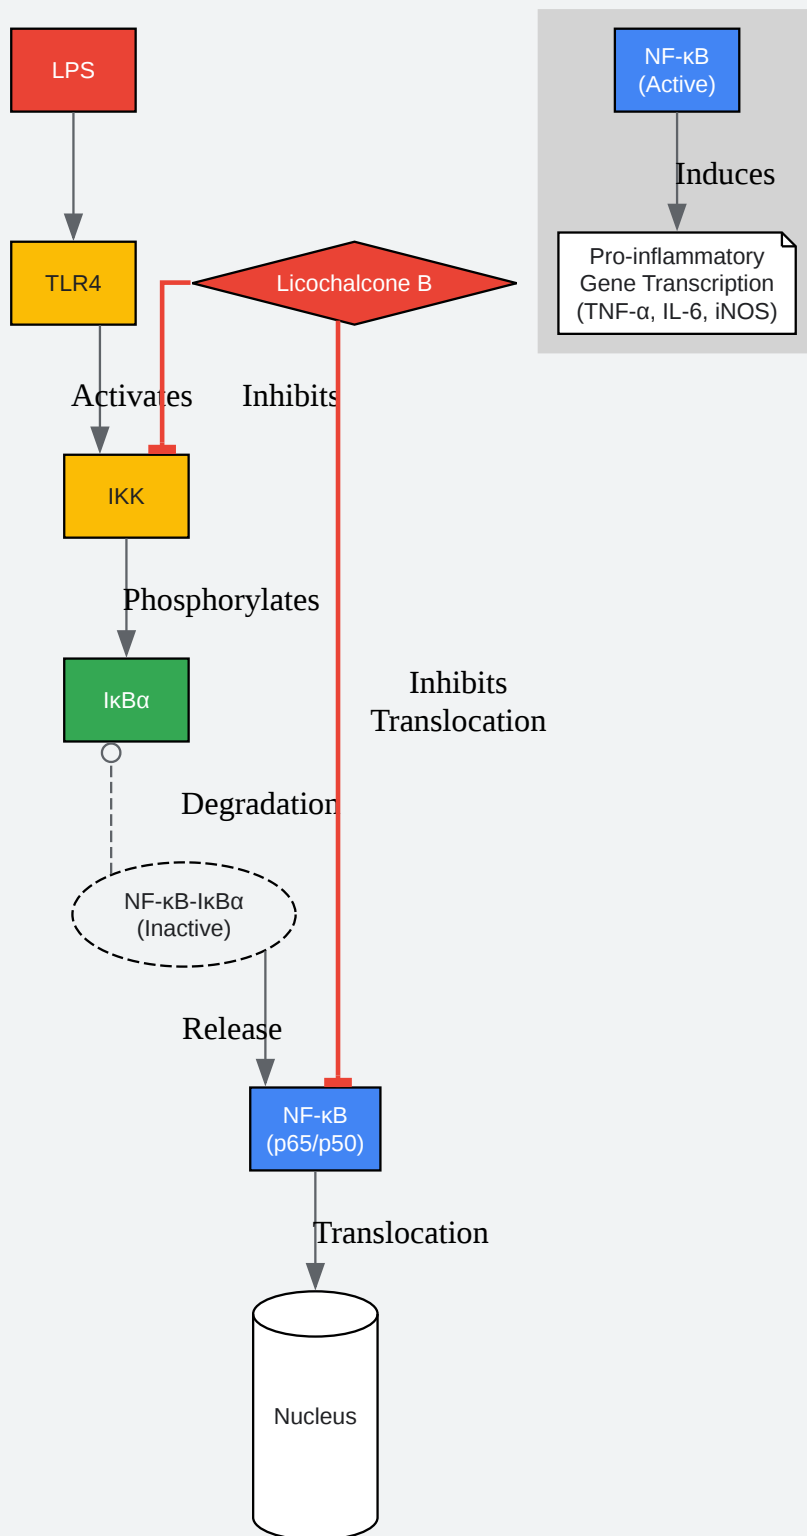 LPS
NF-κB
(Active)
Induces
Pro-inflammatory
Gene Transcription
(TNF-α, IL-6, iNOS)
TLR4
Licochalcone B
Activates
Inhibits
IKK
Phosphorylates
IκBα
Inhibits
Translocation
Degradation
NF-κB-IκBα
(Inactive)
Release
NF-κB
(p65/p50)
Translocation
Nucleus